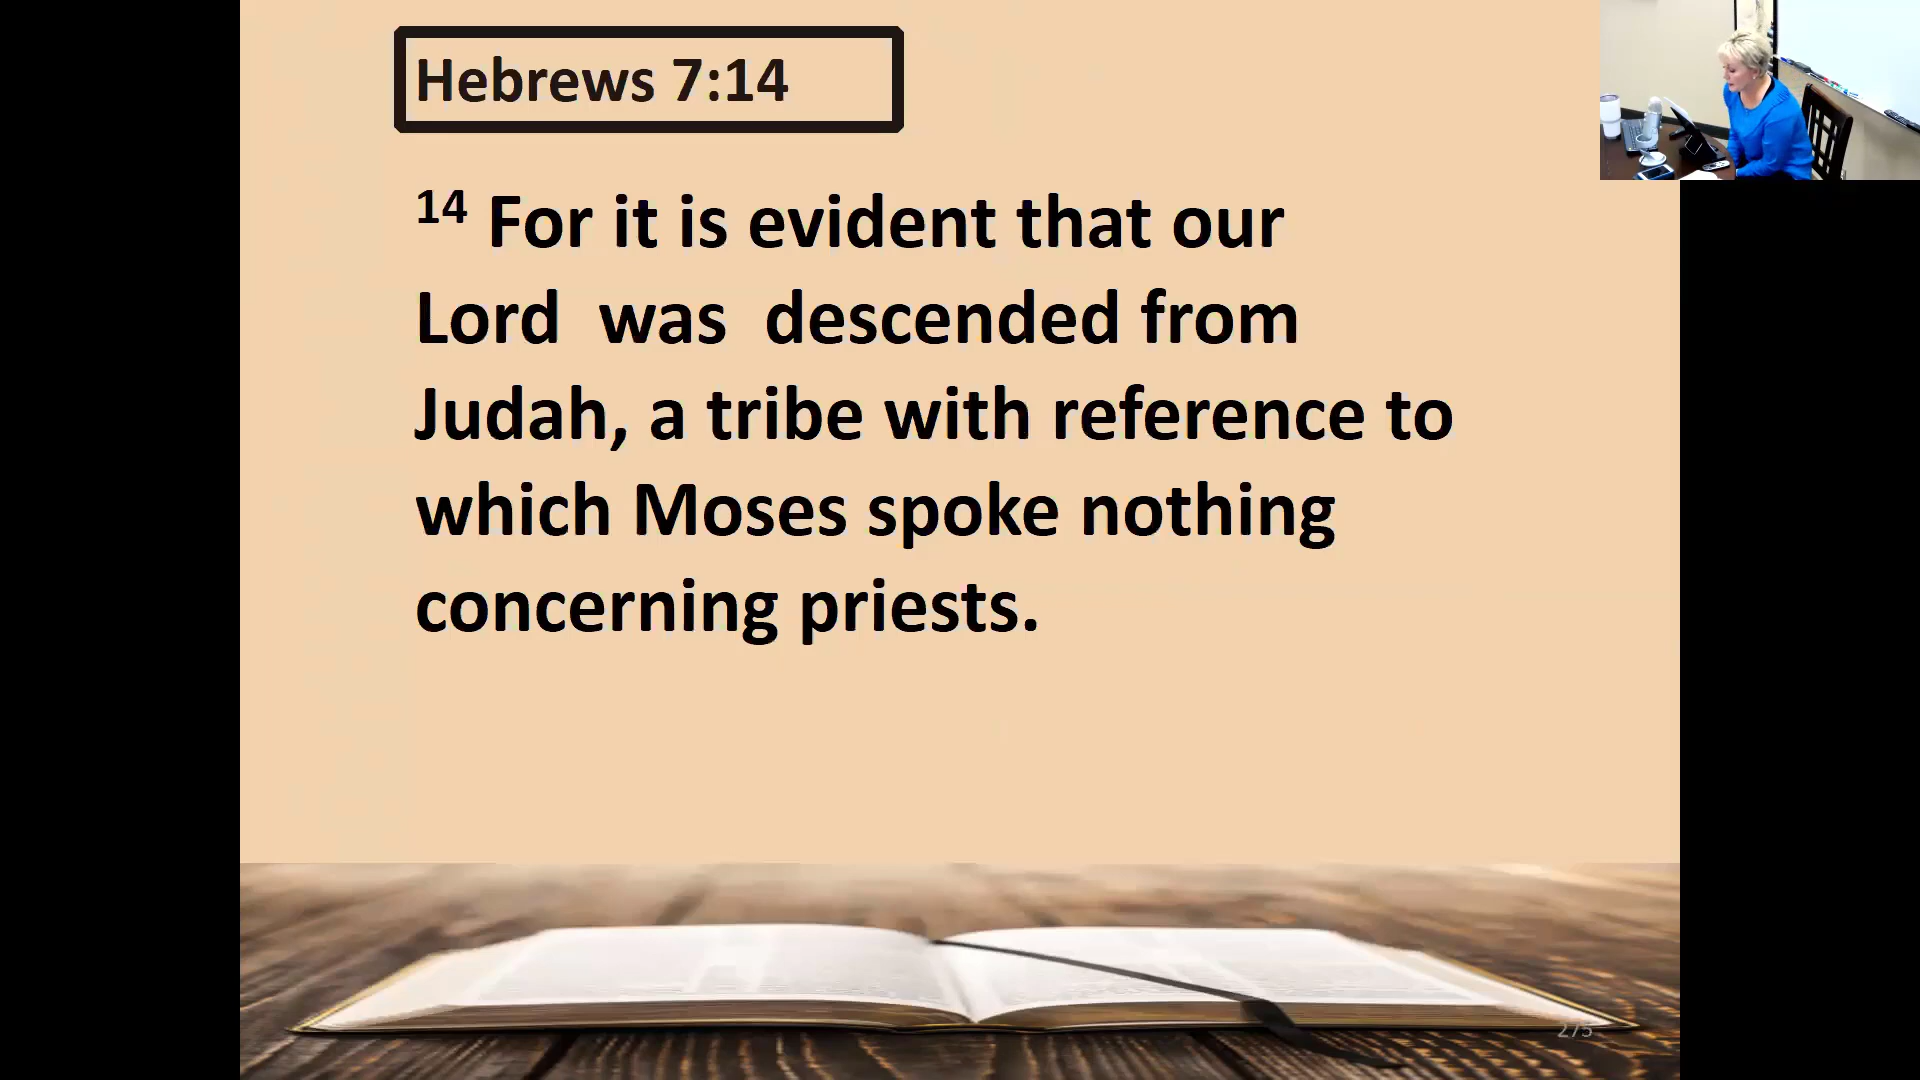 Hebrews 7:14
14 For it is evident that our
Lord was descended from
Judah, a tribe with reference to
which Moses spoke nothing
concerning priests.
275